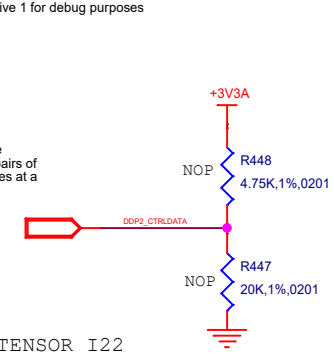 ive 1 for debug purposes
+3V3A
e
airs of
es at a
NOP
R448
4.75K,1%,0201
DDP2_CTRLDATA
NOP
R447
20K,1%,0201
TENSOR I22